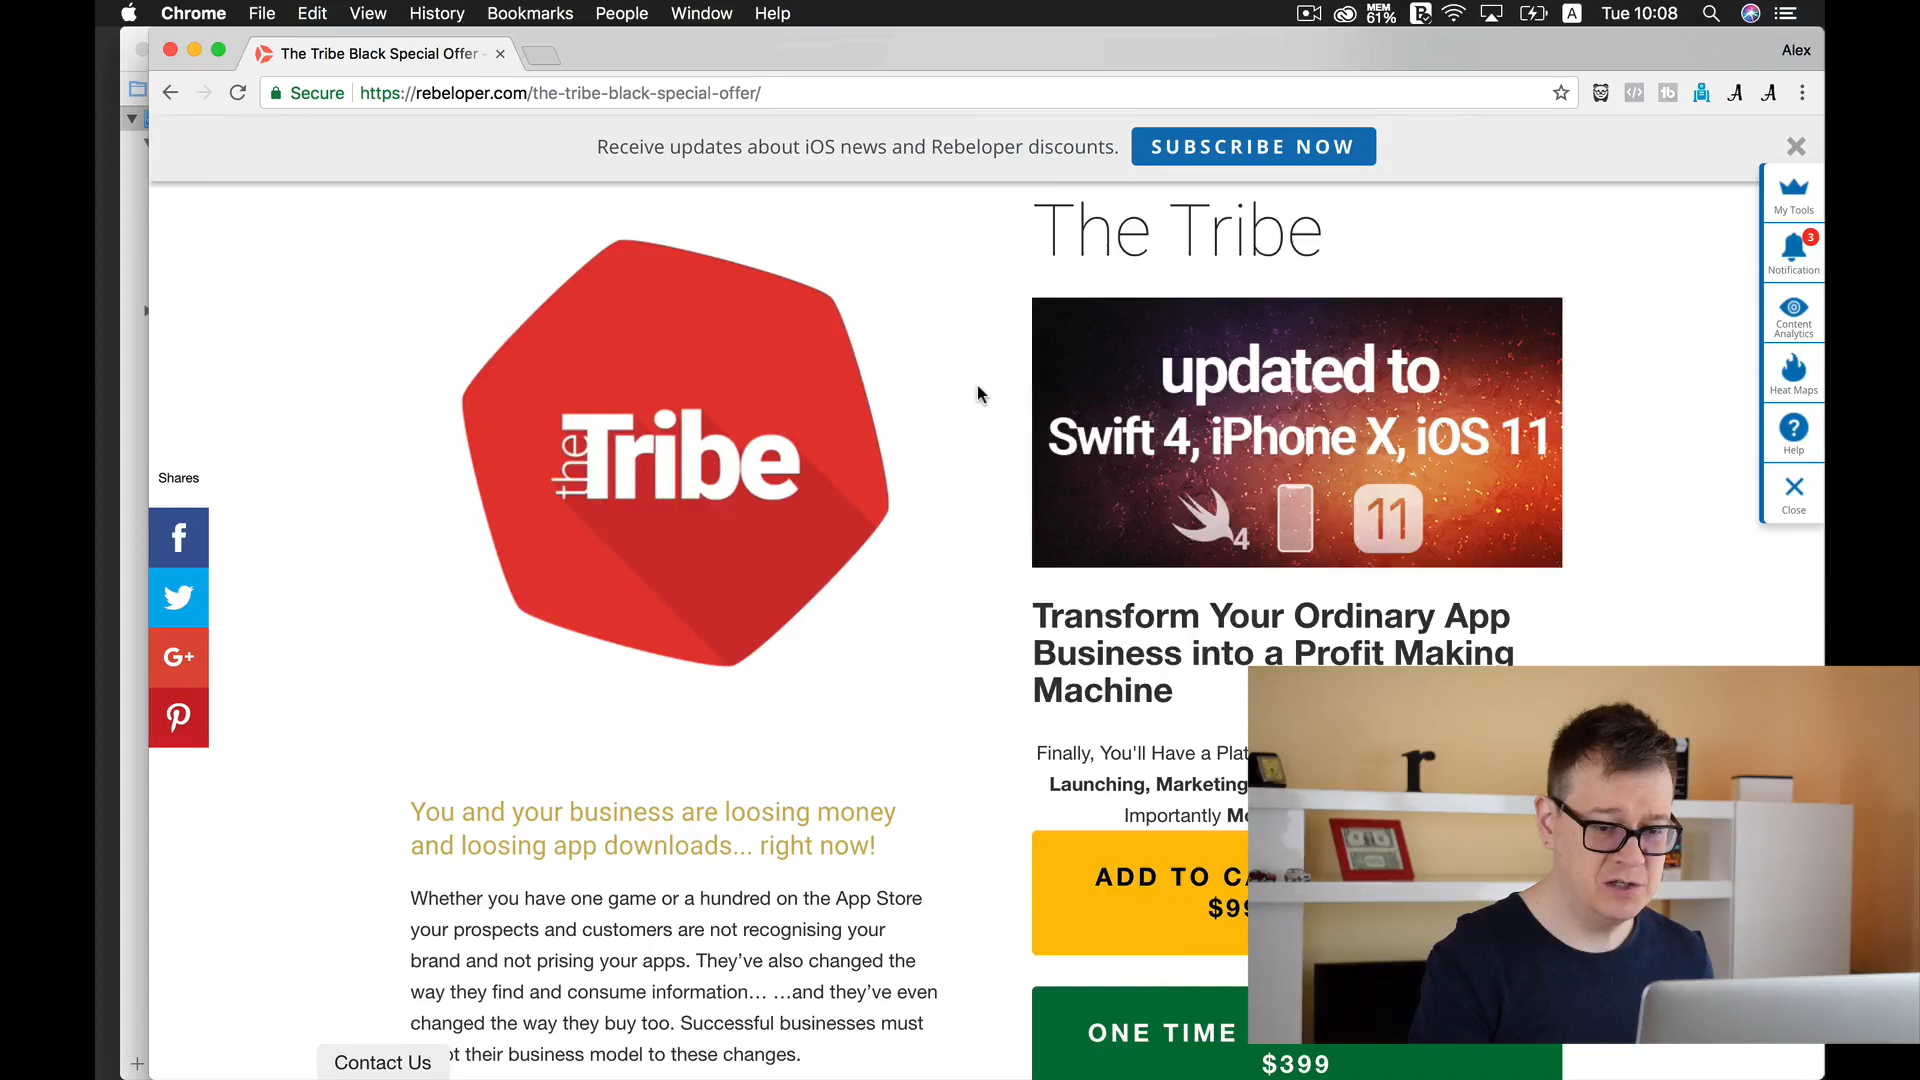 Chrome File Edit View History Bookmarks People Window Help
MEM 61% A Tue 10:08
The Tribe Black Special Offer -
Alex
Secure https://rebeloper.com/the-tribe-black-special-offer/
Receive updates about iOS news and Rebeloper discounts. SUBSCRIBE NOW
My Tools
3
Notification
Content
Analytics
Heat Maps
Help
Close
Shares
G+
theTribe
The Tribe
updated to
Swift 4, iPhone X, iOS 11
4
11
Transform Your Ordinary App
Business into a Profit Making
Machine
Finally, You'll Have a
Launching, Marketing
Importantly
ADD TO
ONE TIME
$399
You and your business are loosing money
and loosing app downloads... right now!
Whether you have one game or a hundred on the App Store
your prospects and customers are not recognising your
brand and not prising your apps. They've also changed the
way they find and consume information... ...and they've even
changed the way they buy too. Successful businesses must
their business model to these changes.
Contact Us